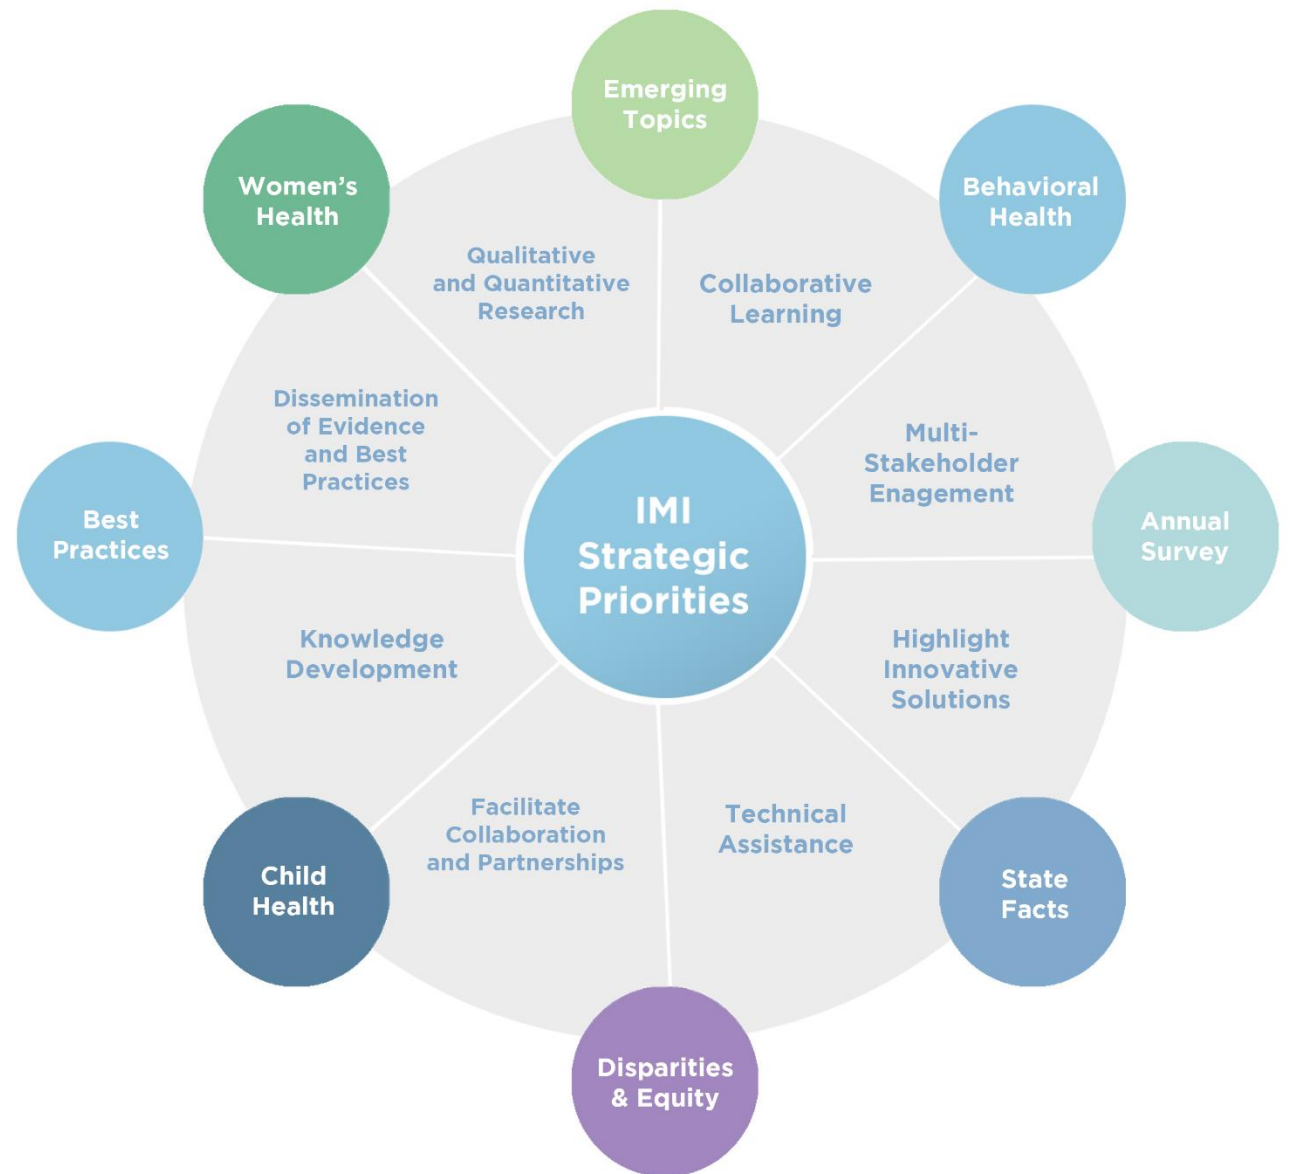 Emerging
Topics
Women's
Health
Behavioral
Health
Qualitative
and Quantitative
Research
Collaborative
Learning
Dissemination
of Evidence
and Best
Practices
Multi-
Stakeholder
Enagement
Best
Practices
IMI
Strategic
Priorities
Annual
Survey
Knowledge
Development
Highlight
Innovative
Solutions
Facilitate
Collaboration
and Partnerships
Technical
Assistance
Child
Health
State
Facts
Disparities
& Equity